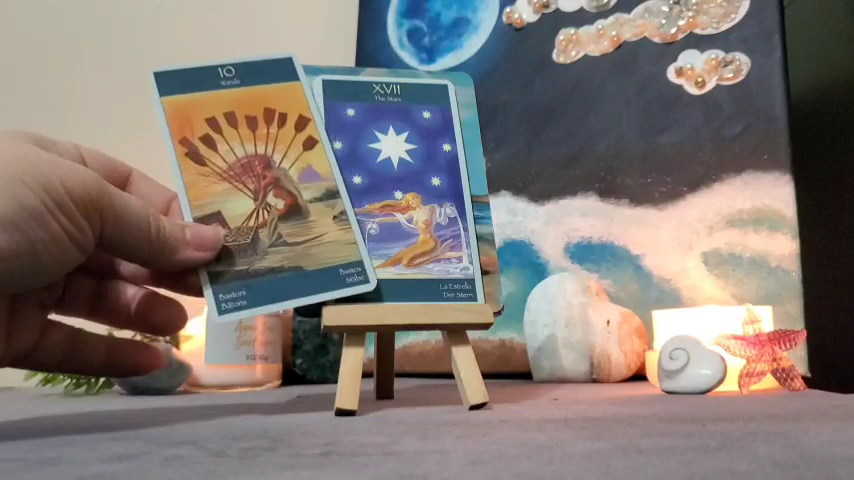 10
Wands
Bastoni
Bâtons
Bastos
Stäbe
XVII
The Stars
La Estrella
Der Stern